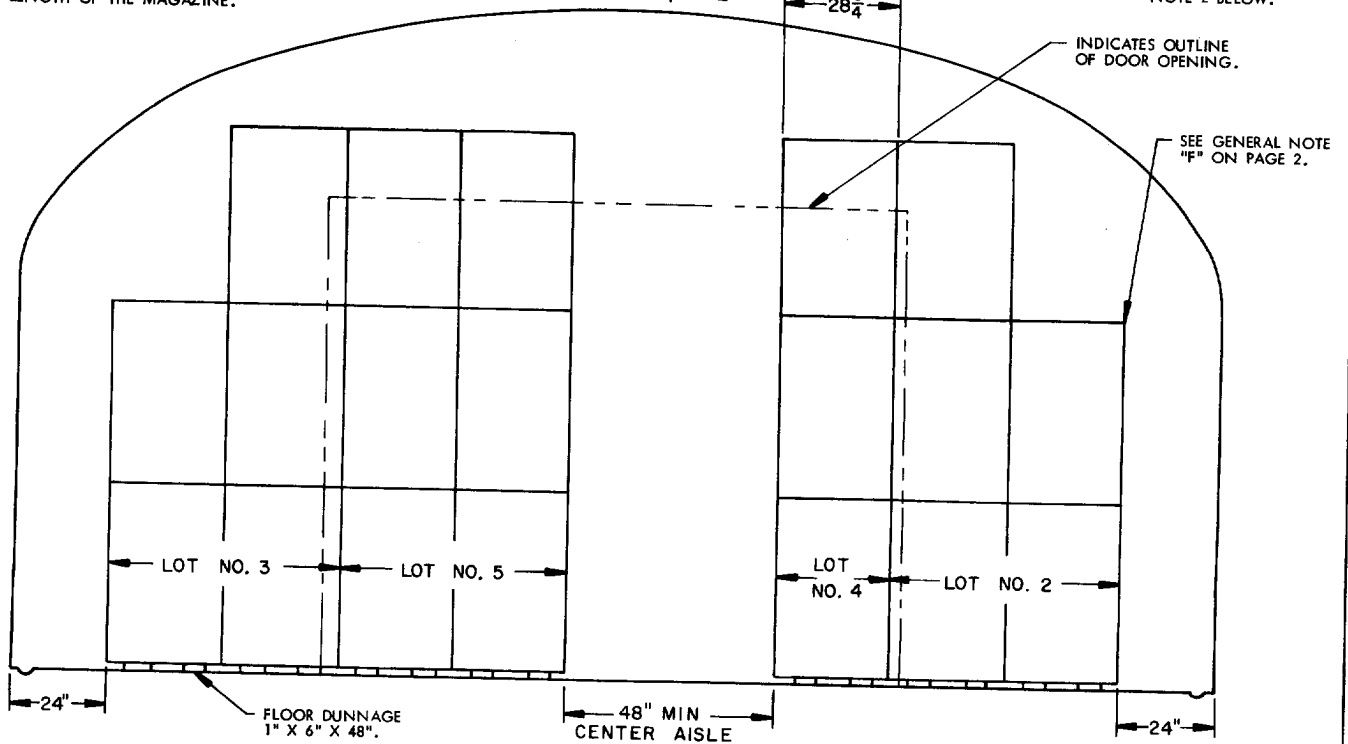 LENGTH OF THE MAGAZINE.
28 3/4
NOTE 2 BELOW.
INDICATES OUTLINE
OF DOOR OPENING.
SEE GENERAL NOTE
"F" ON PAGE 2.
LOT NO. 3
LOT NO. 5
LOT
NO. 4
LOT NO. 2
24"
FLOOR DUNNAGE
1" X 6" X 48".
48" MIN
CENTER AISLE
24"